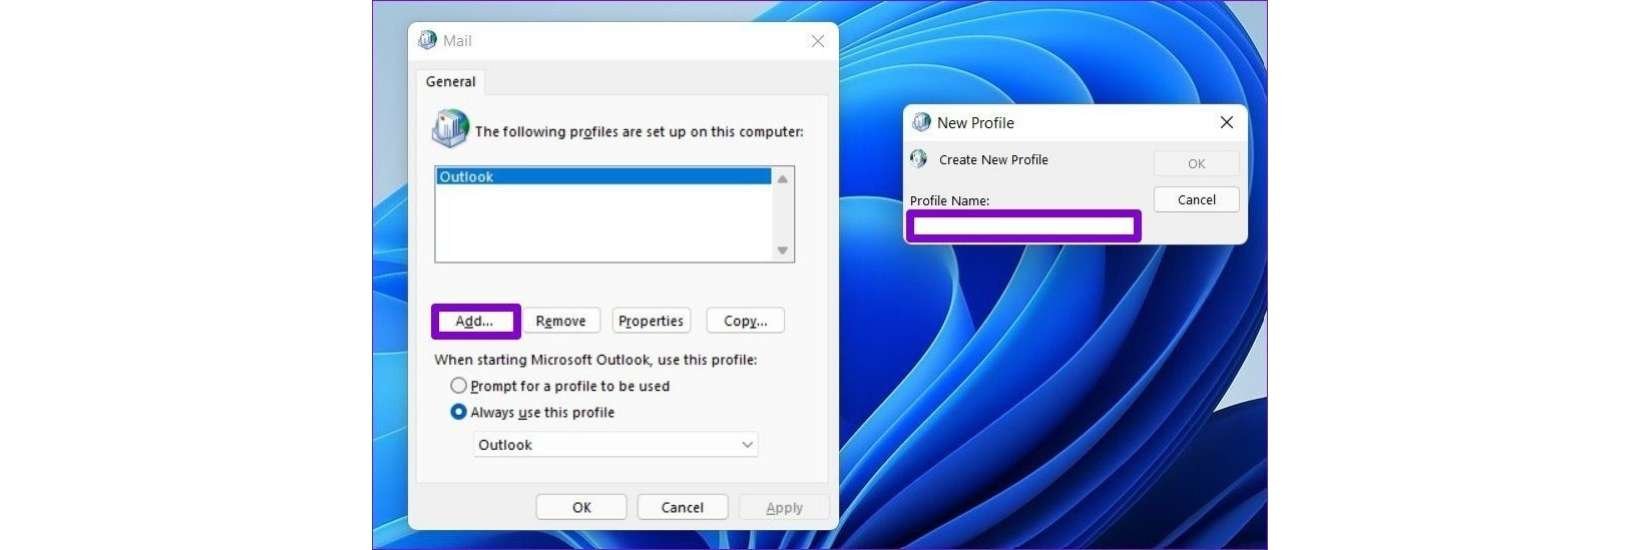 Mail
General
The following profiles are set up on this computer:
Outlook
Add...
Remove
Properties
Copy...
When starting Microsoft Outlook, use this profile:
Prompt for a profile to be used
Always use this profile
Outlook
OK
Cancel
Apply
New Profile
Create New Profile
OK
Profile Name:
Cancel